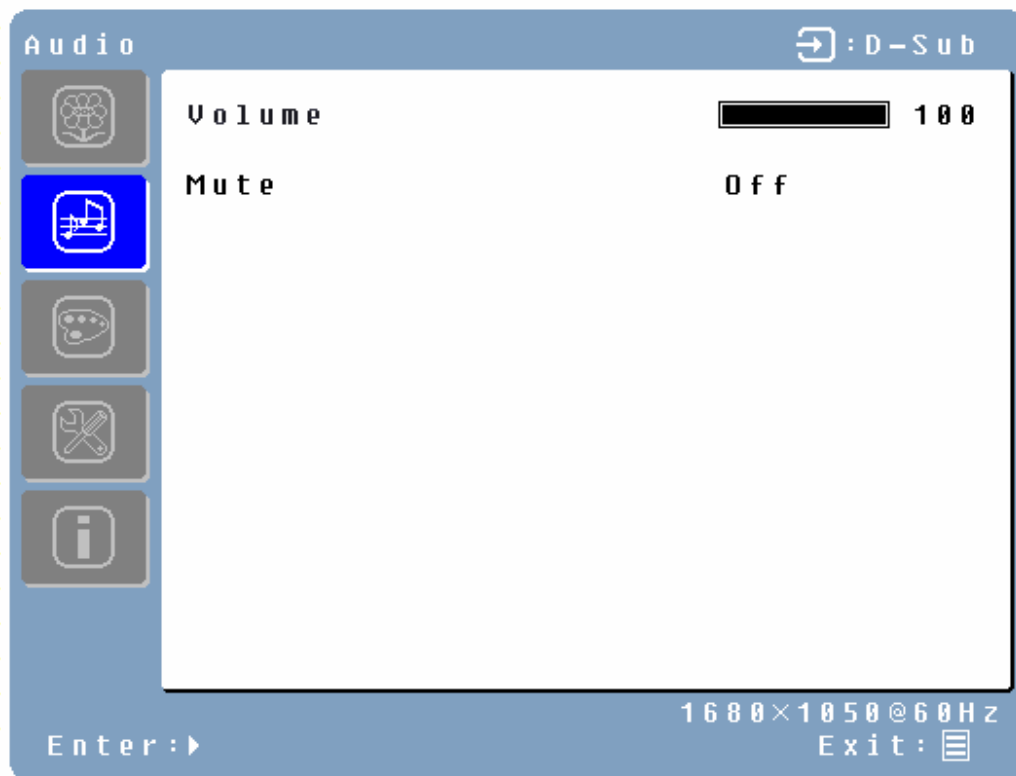 Audio :D-Sub
Volume 100
Mute Off
1680×1050@60Hz
Enter: Exit: